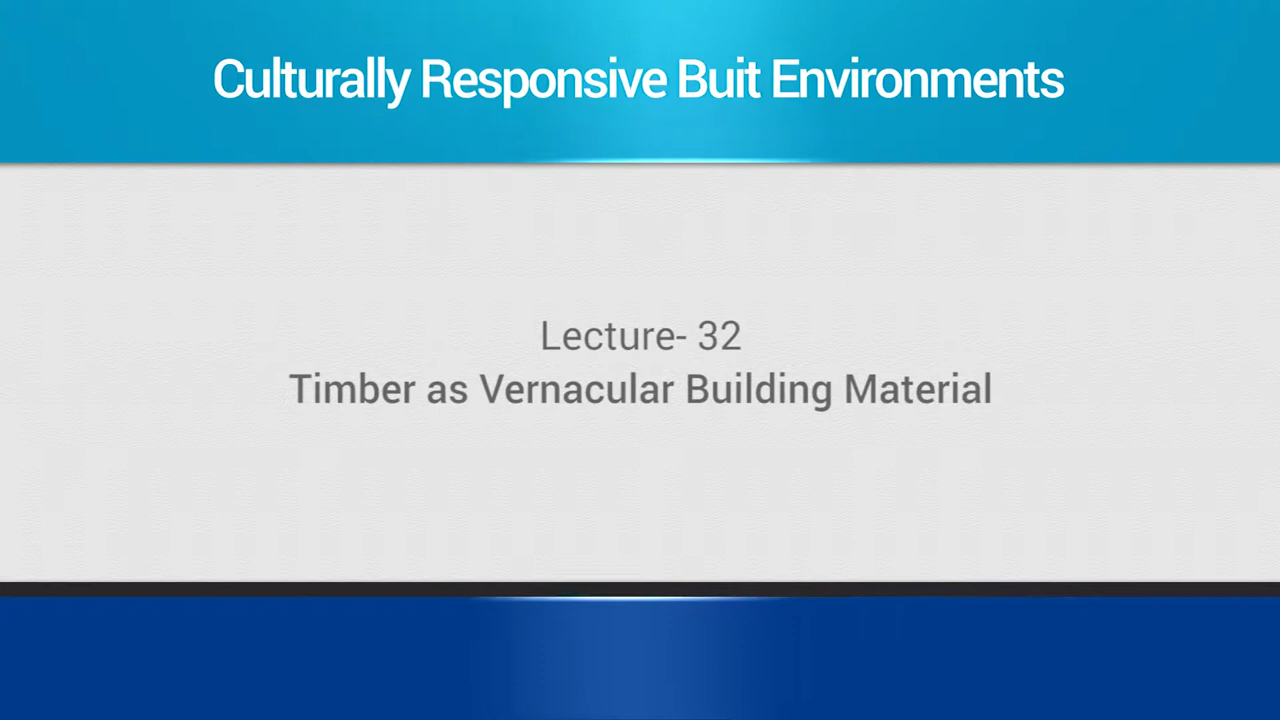 Culturally Responsive Buit Environments
Lecture- 32
Timber as Vernacular Building Material